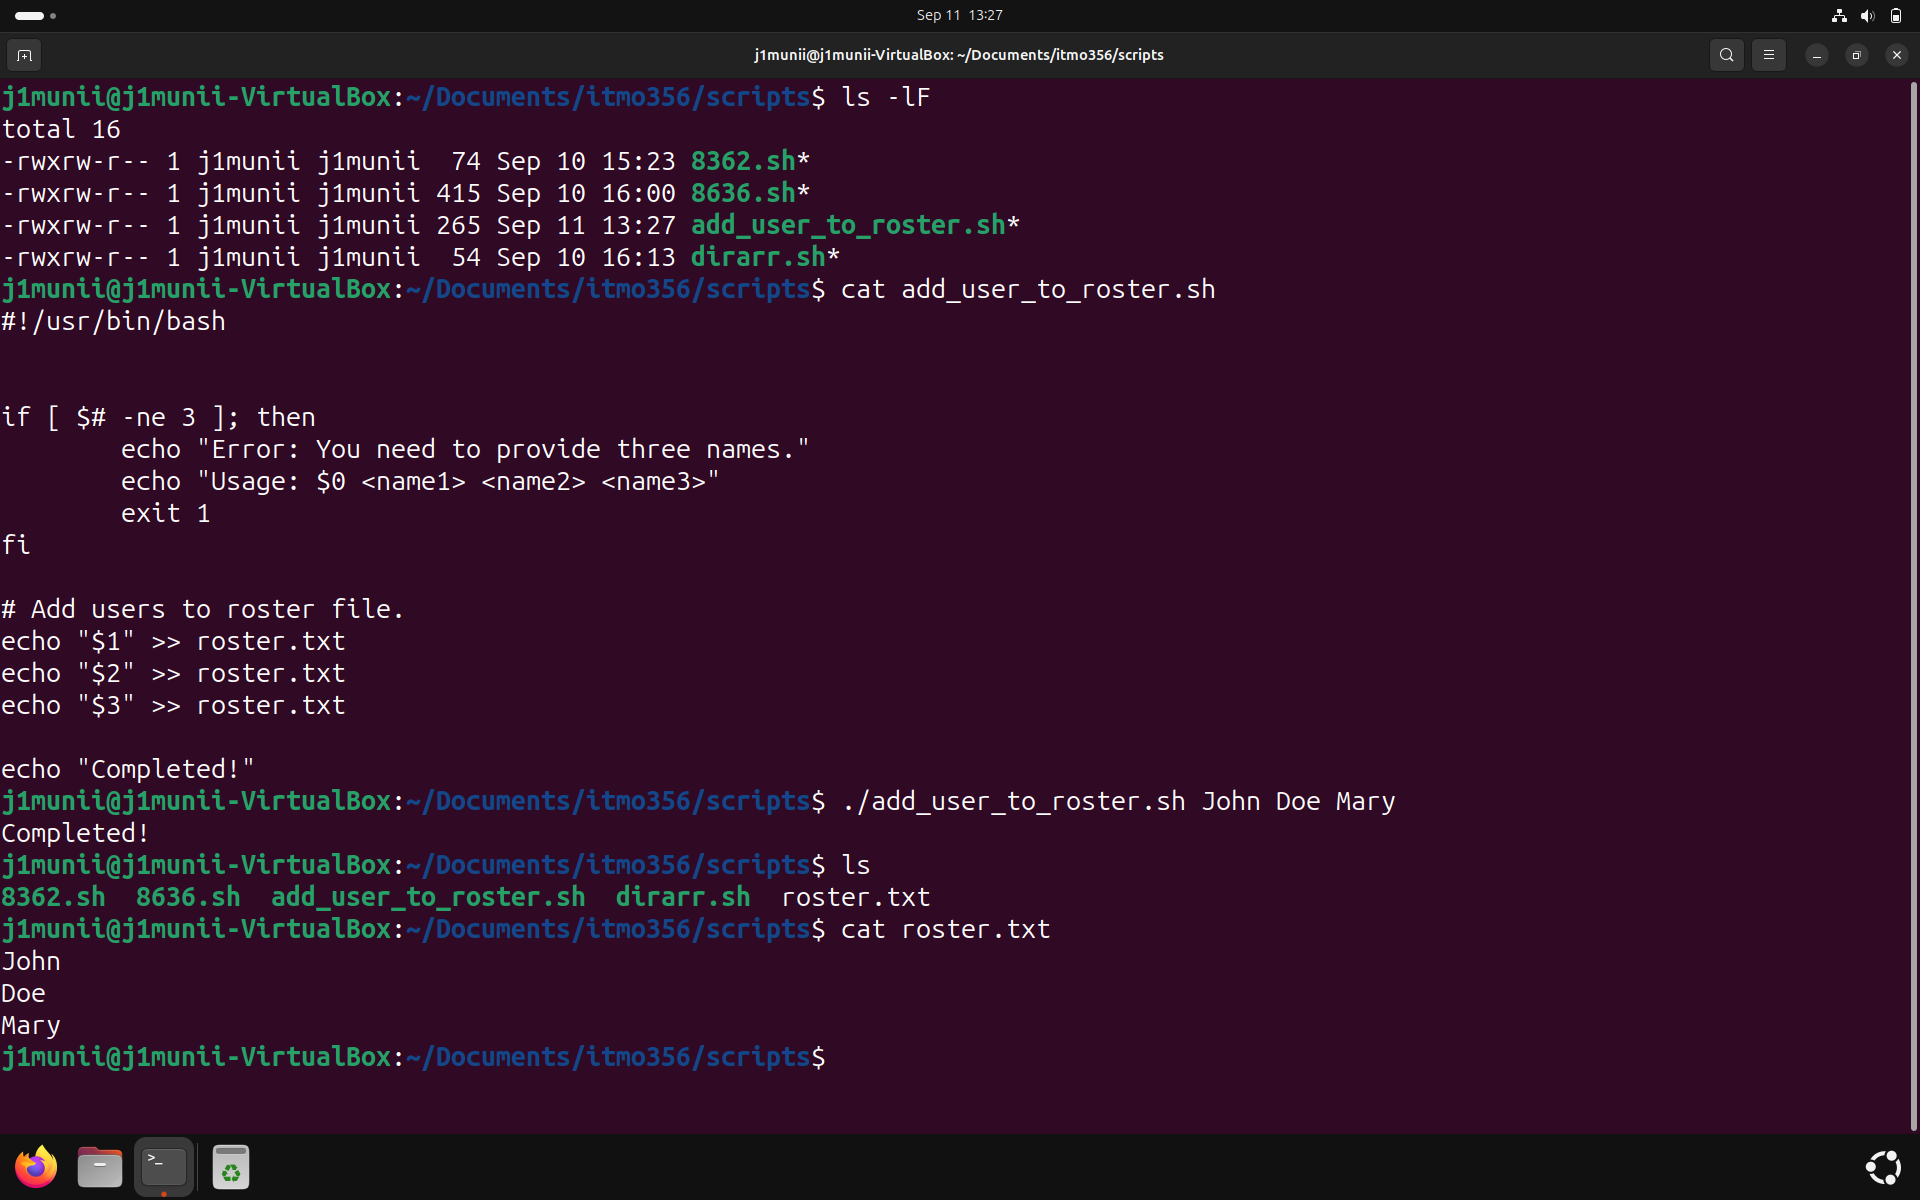 Sep 11 13:27
j1munii@j1munii-VirtualBox: ~/Documents/itmo356/scripts
j1munii@j1munii-VirtualBox:~/Documents/itmo356/scripts$ ls -lF
total 16
-rwxrw-r-- 1 j1munii j1munii  74 Sep 10 15:23 8362.sh*
-rwxrw-r-- 1 j1munii j1munii 415 Sep 10 16:00 8636.sh*
-rwxrw-r-- 1 j1munii j1munii 265 Sep 11 13:27 add_user_to_roster.sh*
-rwxrw-r-- 1 j1munii j1munii  54 Sep 10 16:13 dirarr.sh*
j1munii@j1munii-VirtualBox:~/Documents/itmo356/scripts$ cat add_user_to_roster.sh
#!/usr/bin/bash
if [ $# -ne 3 ]; then
        echo "Error: You need to provide three names."
        echo "Usage: $0 <name1> <name2> <name3>"
        exit 1
fi
# Add users to roster file.
echo "$1" >> roster.txt
echo "$2" >> roster.txt
echo "$3" >> roster.txt
echo "Completed!"
j1munii@j1munii-VirtualBox:~/Documents/itmo356/scripts$ ./add_user_to_roster.sh John Doe Mary
Completed!
j1munii@j1munii-VirtualBox:~/Documents/itmo356/scripts$ ls
8362.sh  8636.sh  add_user_to_roster.sh  dirarr.sh  roster.txt
j1munii@j1munii-VirtualBox:~/Documents/itmo356/scripts$ cat roster.txt
John
Doe
Mary
j1munii@j1munii-VirtualBox:~/Documents/itmo356/scripts$